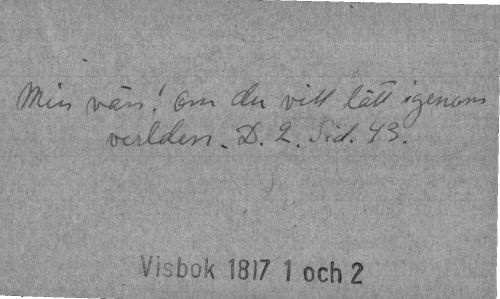 Min vän! om du vill lätt igenom
verlden. D. 2. Sid. 43.
Visbok 1817 1 och 2